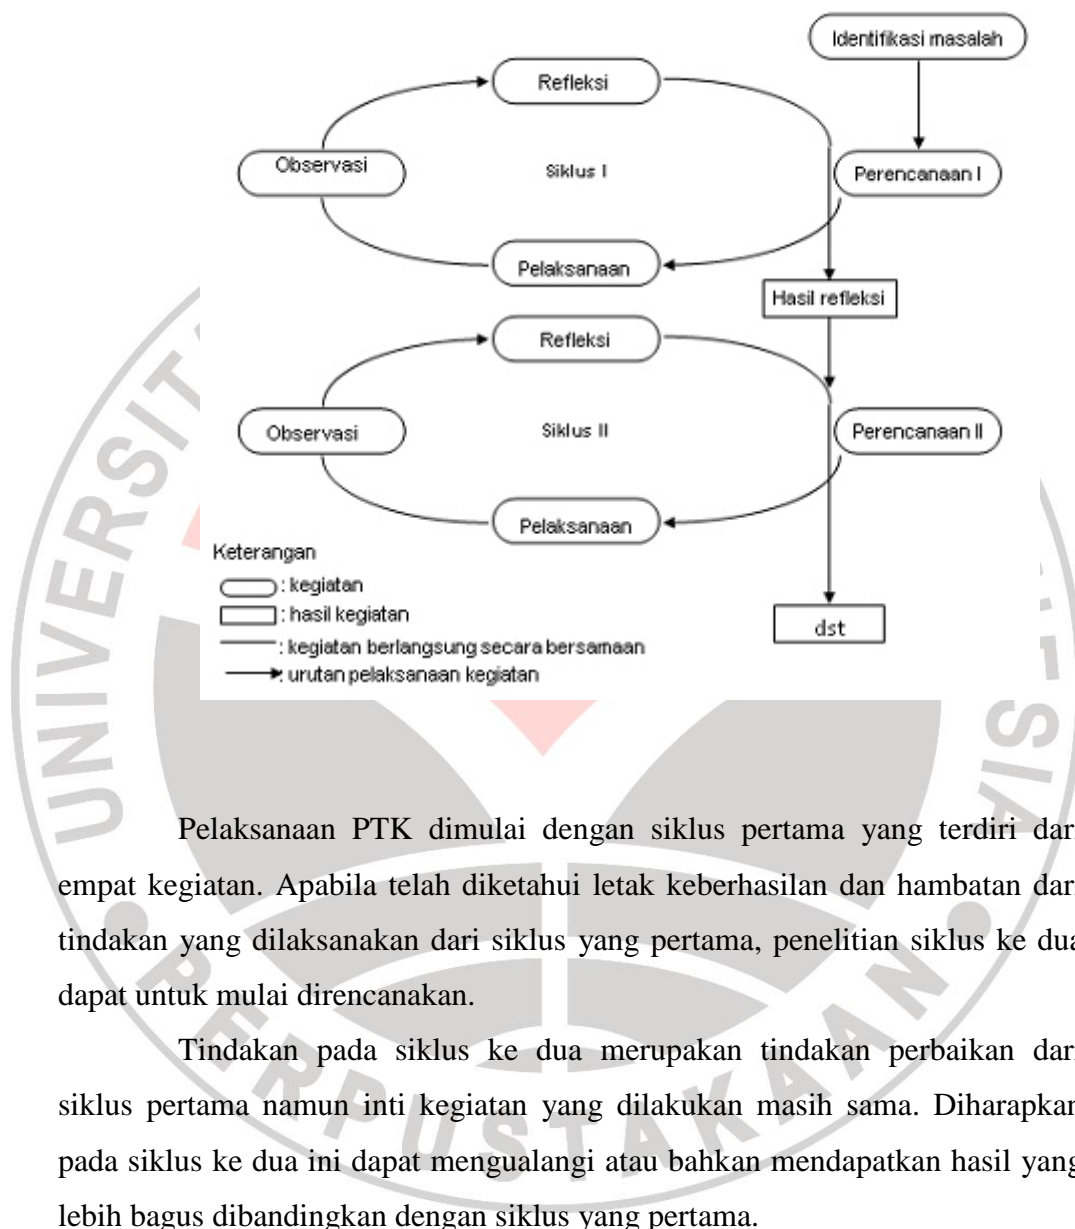 Identifikasi masalah
Refleksi
Observasi
Siklus I
Perencanaan I
Pelaksanaan
Hasil refleksi
Refleksi
Observasi
Siklus II
Perencanaan II
Pelaksanaan
Keterangan
: kegiatan
: hasil kegiatan
: kegiatan berlangsung secara bersamaan
: urutan pelaksanaan kegiatan
dst
Pelaksanaan PTK dimulai dengan siklus pertama yang terdiri dari
empat kegiatan. Apabila telah diketahui letak keberhasilan dan hambatan dari
tindakan yang dilaksanakan dari siklus yang pertama, penelitian siklus ke dua
dapat untuk mulai direncanakan.
Tindakan pada siklus ke dua merupakan tindakan perbaikan dari
siklus pertama namun inti kegiatan yang dilakukan masih sama. Diharapkan
pada siklus ke dua ini dapat mengualangi atau bahkan mendapatkan hasil yang
lebih bagus dibandingkan dengan siklus yang pertama.
PERPUSTAKAAN